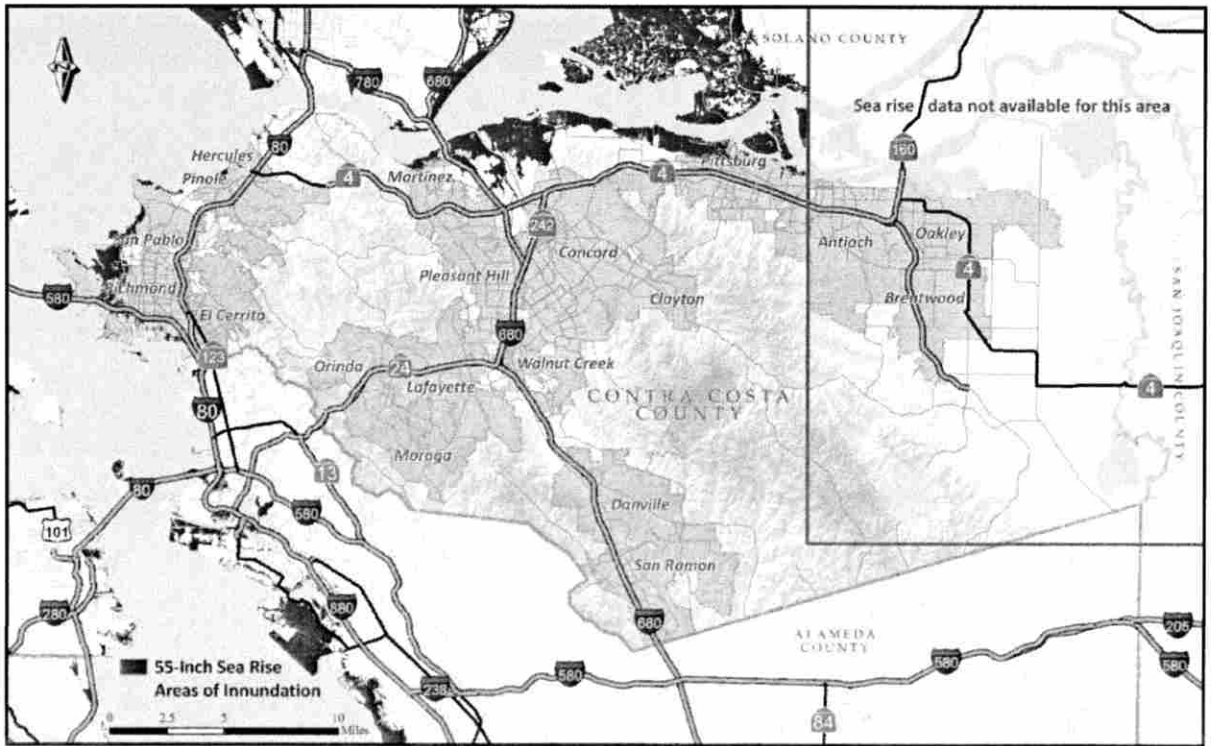 SOLANO COUNTY
780
680
Sea rise data not available for this area
80
160
Hercules
Pinole
4
Martinez
4
Pittsburg
San Pablo
242
Concord
Antioch
Oakley
4
Pleasant Hill
580
Richmond
Clayton
Brentwood
SAN JOAQUIN COUNTY
El Cerrito
680
123
Orinda
24
Walnut Creek
Lafayette
4
CONTRA COSTA
COUNTY
80
Moraga
13
80
580
Danville
101
San Ramon
280
880
680
205
ALAMEDA
COUNTY
55-Inch Sea Rise
Areas of Innundation
580
580
580
238
0 2.5 5 10
Miles
84